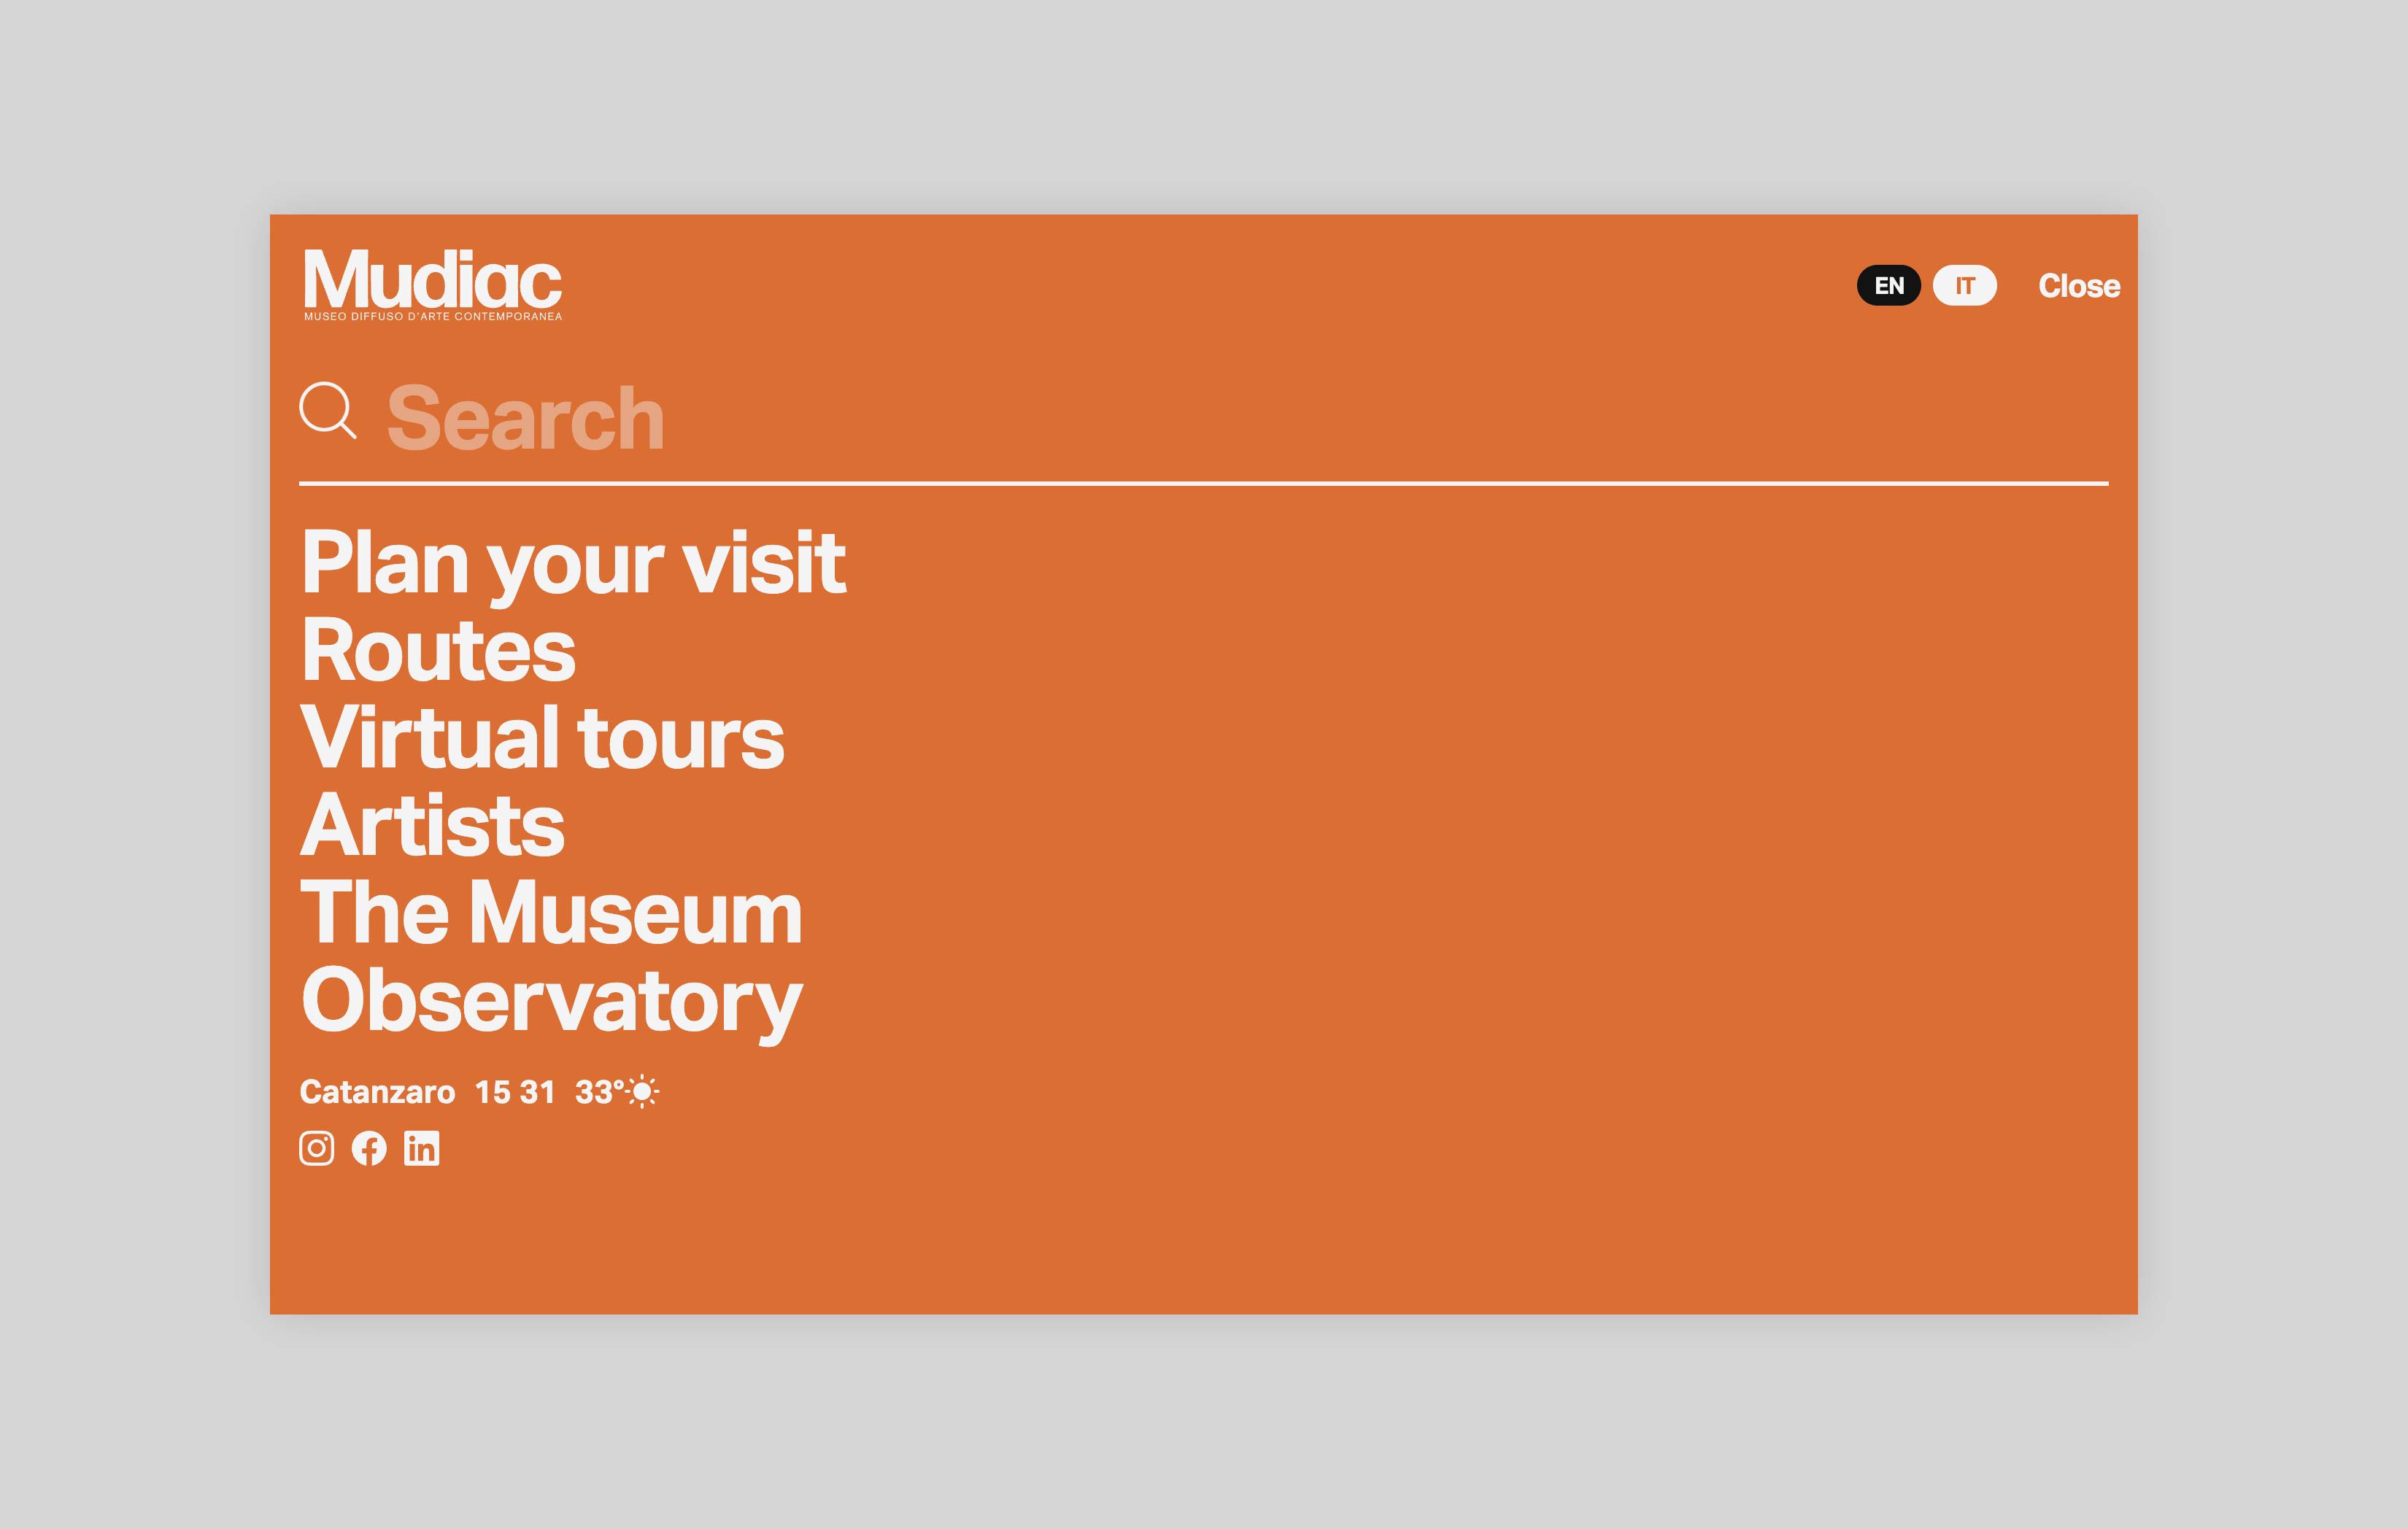 Mudiac
MUSEO DIFFUSO D'ARTE CONTEMPORANEA
EN IT Close
Search
Plan your visit
Routes
Virtual tours
Artists
The Museum
Observatory
Catanzaro 15 31 33°